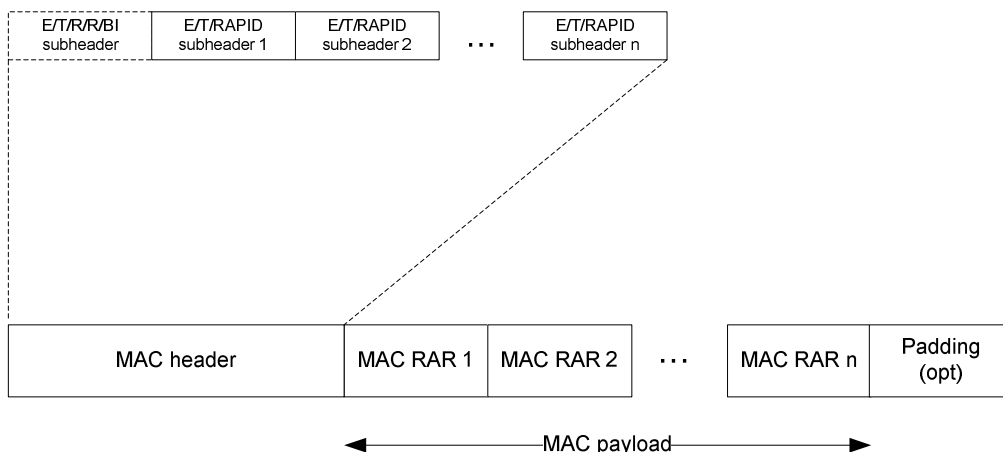 E/T/R/R/BI
subheader
E/T/RAPID
subheader 1
E/T/RAPID
subheader 2
...
E/T/RAPID
subheader n
MAC header
MAC RAR 1
MAC RAR 2
...
MAC RAR n
Padding
(opt)
MAC payload